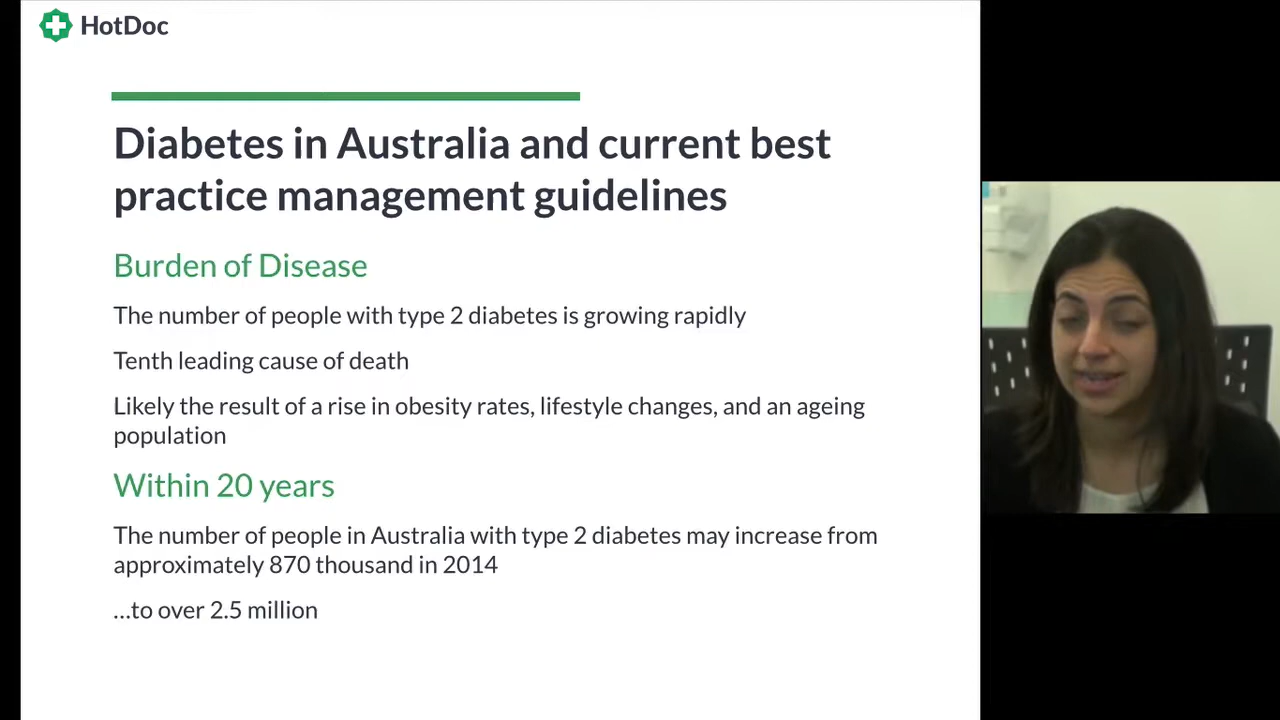 HotDoc
Diabetes in Australia and current best
practice management guidelines
Burden of Disease
The number of people with type 2 diabetes is growing rapidly
Tenth leading cause of death
Likely the result of a rise in obesity rates, lifestyle changes, and an ageing
population
Within 20 years
The number of people in Australia with type 2 diabetes may increase from
approximately 870 thousand in 2014
...to over 2.5 million